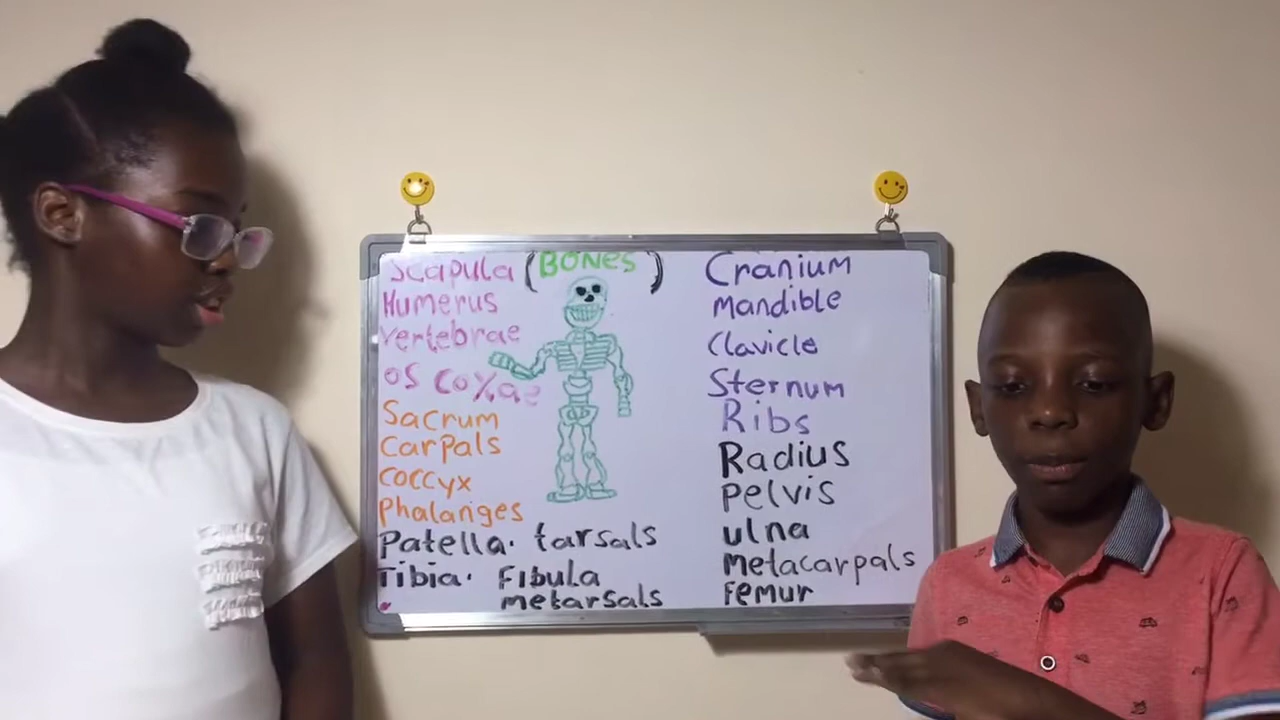 (BONES)
Scapula
Humerus
Vertebrae
os coxae
Sacrum
Carpals
coccyx
Phalanges
Patella. tarsals
Tibia. Fibula
metarsals
Cranium
Mandible
Clavicle
Sternum
Ribs
Radius
pelvis
ulna
metacarpals
Femur